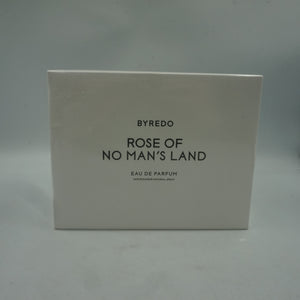 BYREDO
ROSE OF
NO MAN'S LAND
EAU DE PARFUM